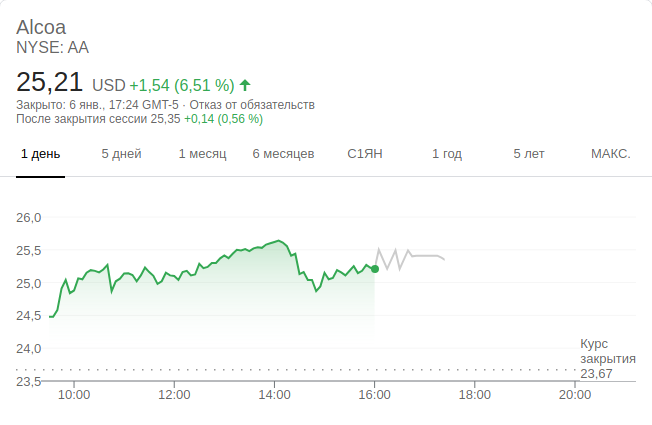 Alcoa
NYSE: AA
25,21 USD +1,54 (6,51 %)
Закрыто: 6 янв., 17:24 GMT-5 · Отказ от обязательств
После закрытия сессии 25,35 +0,14 (0,56 %)
1 день 5 дней 1 месяц 6 месяцев С1ЯН 1 год 5 лет МАКС.
26,0
25,5
25,0
24,5
24,0
23,5
Курс
закрытия
23,67
10:00 12:00 14:00 16:00 18:00 20:00